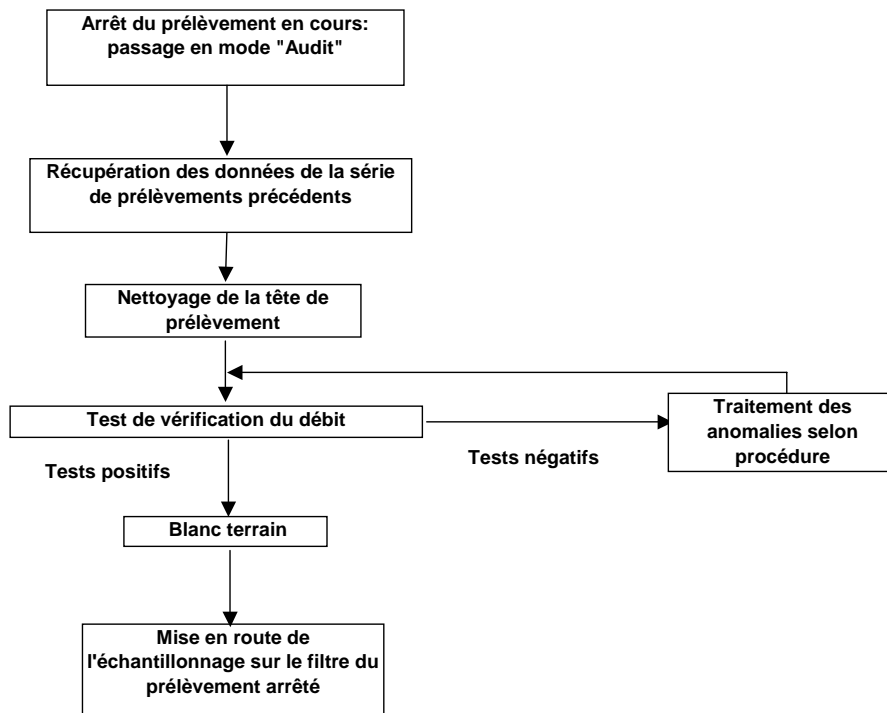 Arrêt du prélèvement en cours:
passage en mode "Audit"
Récupération des données de la série
de prélèvements précédents
Nettoyage de la tête de
prélèvement
Test de vérification du débit
Traitement des
anomalies selon
procédure
Tests positifs
Tests négatifs
Blanc terrain
Mise en route de
l'échantillonnage sur le filtre du
prélèvement arrêté